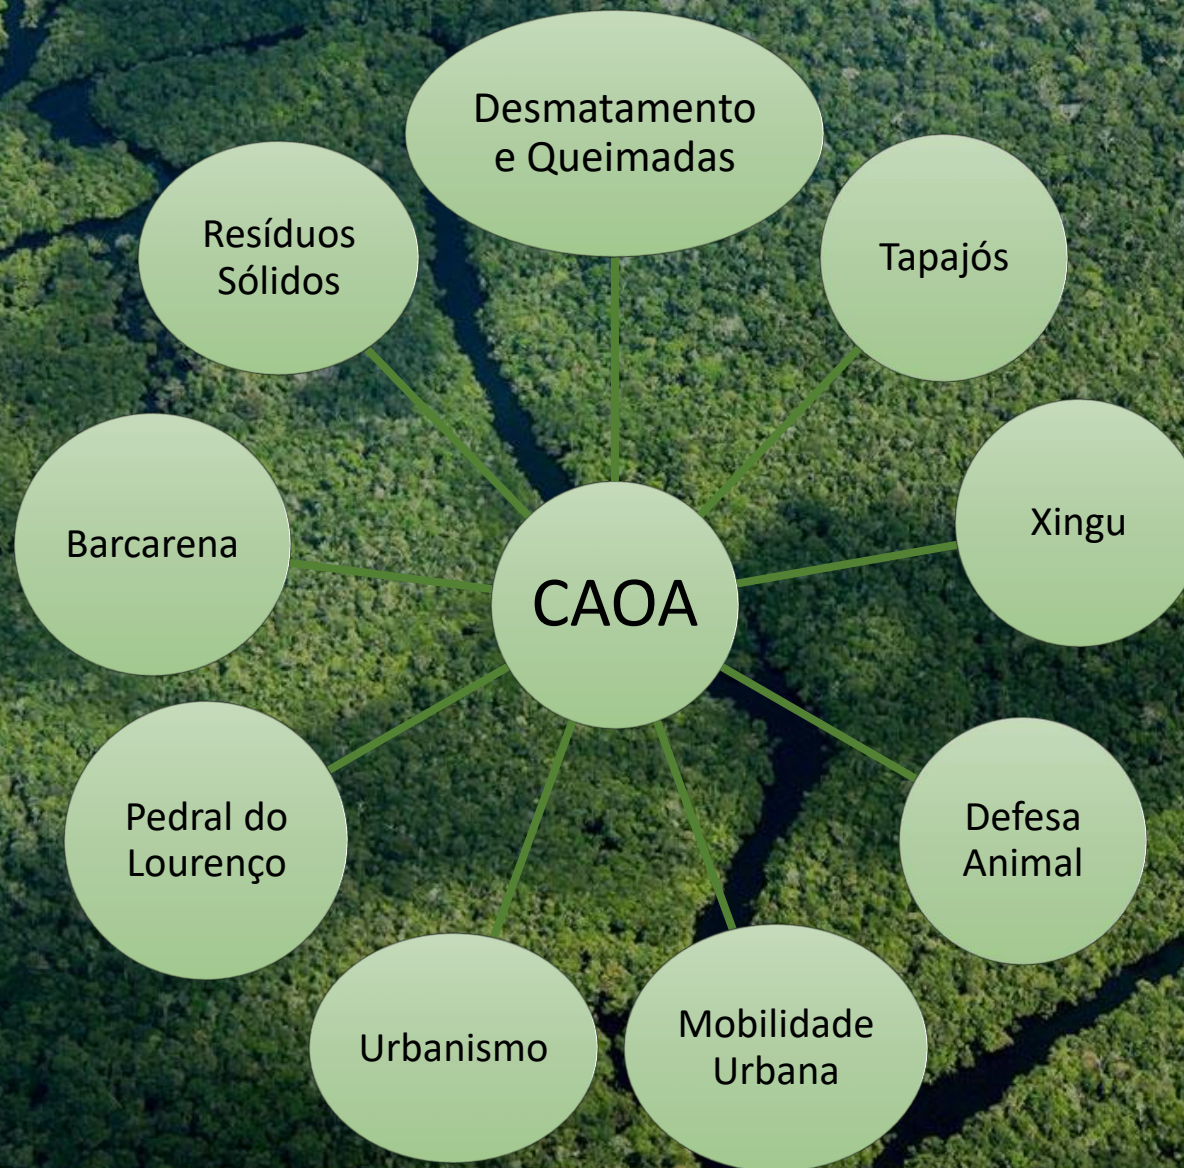 Desmatamento
e Queimadas
Tapajós
Xingu
Defesa
Animal
Mobilidade
Urbana
Urbanismo
Pedral do
Lourenço
Barcarena
Resíduos
Sólidos
CAOA